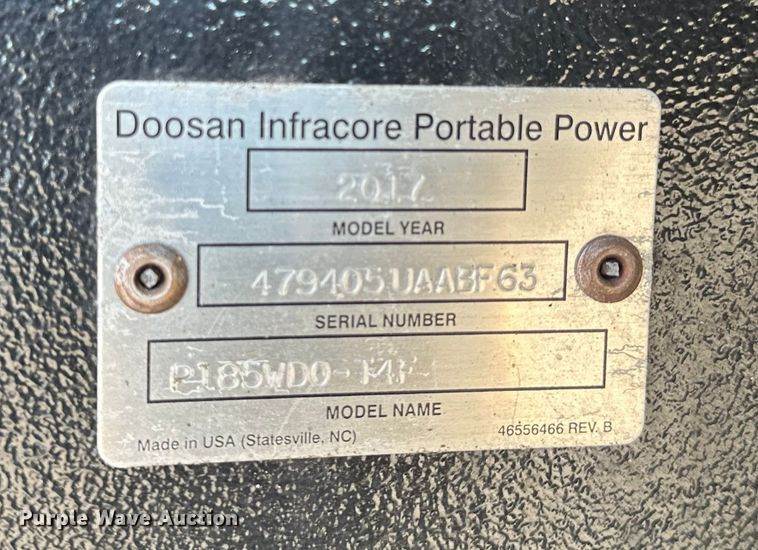 Doosan Infracore Portable Power
2017
MODEL YEAR
479405UAABF63
SERIAL NUMBER
P185WDO-T4F
MODEL NAME
Made in USA (Statesville, NC)
46556466 REV. B
Purple Wave Auction